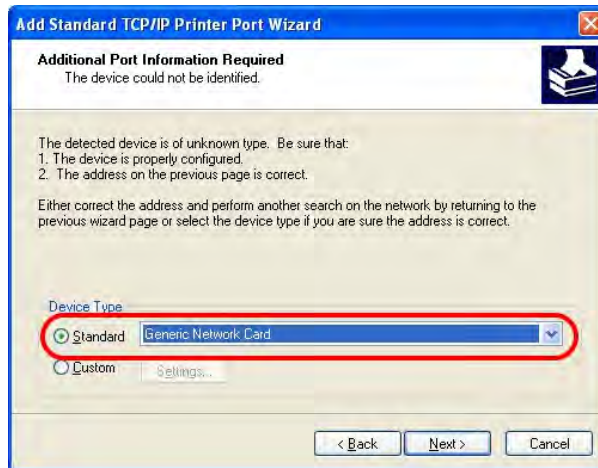 Add Standard TCP/IP Printer Port Wizard
Additional Port Information Required
The device could not be identified.
The detected device is of unknown type.  Be sure that:
1. The device is properly configured.
2.  The address on the previous page is correct.
Either correct the address and perform another search on the network by returning to the
previous wizard page or select the device type if you are sure the address is correct.
Device Type
Standard Generic Network Card
Custom Settings...
< Back Next > Cancel